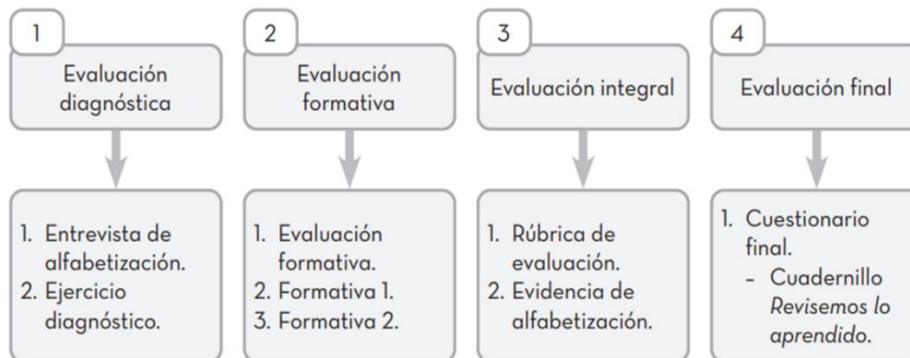 1
Evaluación
diagnóstica
1. Entrevista de
alfabetización.
2. Ejercicio
diagnóstico.
2
Evaluación
formativa
1. Evaluación
formativa.
2. Formativa 1.
3. Formativa 2.
3
Evaluación integral
1. Rúbrica de
evaluación.
2. Evidencia de
alfabetización.
4
Evaluación final
1. Cuestionario
final.
- Cuadernillo
Revisemos lo
aprendido.